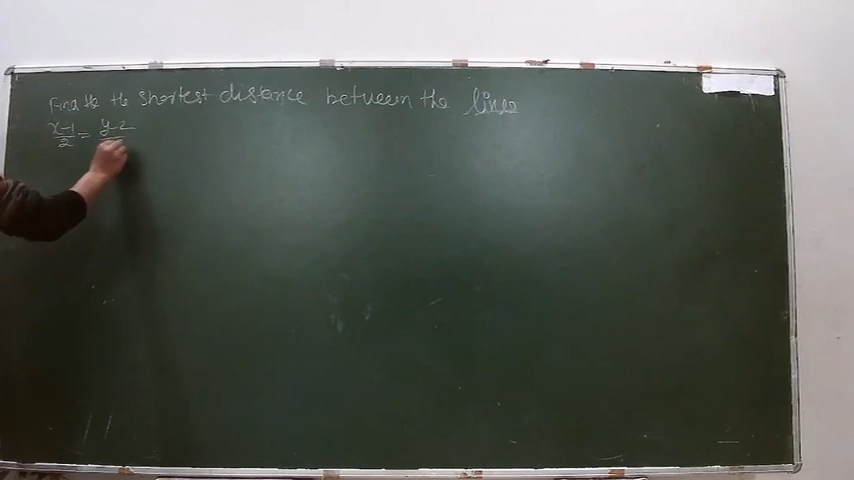 Find the the shortest distance between the lines
x-1/2 = y-2/